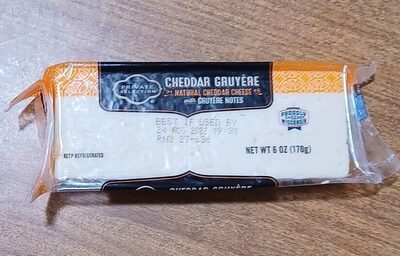 PRIVATE
SELECTION
CHEDDAR GRUYÈRE
NATURAL CHEDDAR CHEESE
with GRUYÈRE NOTES
BEST IF USED BY
24 AUG 2022
PROUDLY
WISCONSIN
KEEP REFRIGERATED
NET WT 6 OZ (170g)
CHEDDAR GRUYÈRE